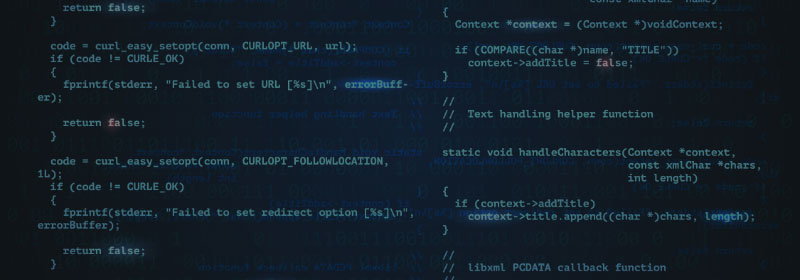 return false;
}
code = curl_easy_setopt(conn, CURLOPT_URL, url);
if (code != CURLE_OK)
{
fprintf(stderr, "Failed to set URL [%s]\n", errorBuff-
er);
return false;
}
code = curl_easy_setopt(conn, CURLOPT_FOLLOWLOCATION,
1L);
if (code != CURLE_OK)
{
fprintf(stderr, "Failed to set redirect option [%s]\n",
errorBuffer);
return false;
}
{
Context *context = (Context *)voidContext;
if (COMPARE((char *)name, "TITLE"))
context->addTitle = false;
}
//
// Text handling helper function
//
static void handleCharacters(Context *context,
const xmlChar *chars,
int length)
{
if (context->addTitle)
context->title.append((char *)chars, length);
}
//
// libxml PCDATA callback function